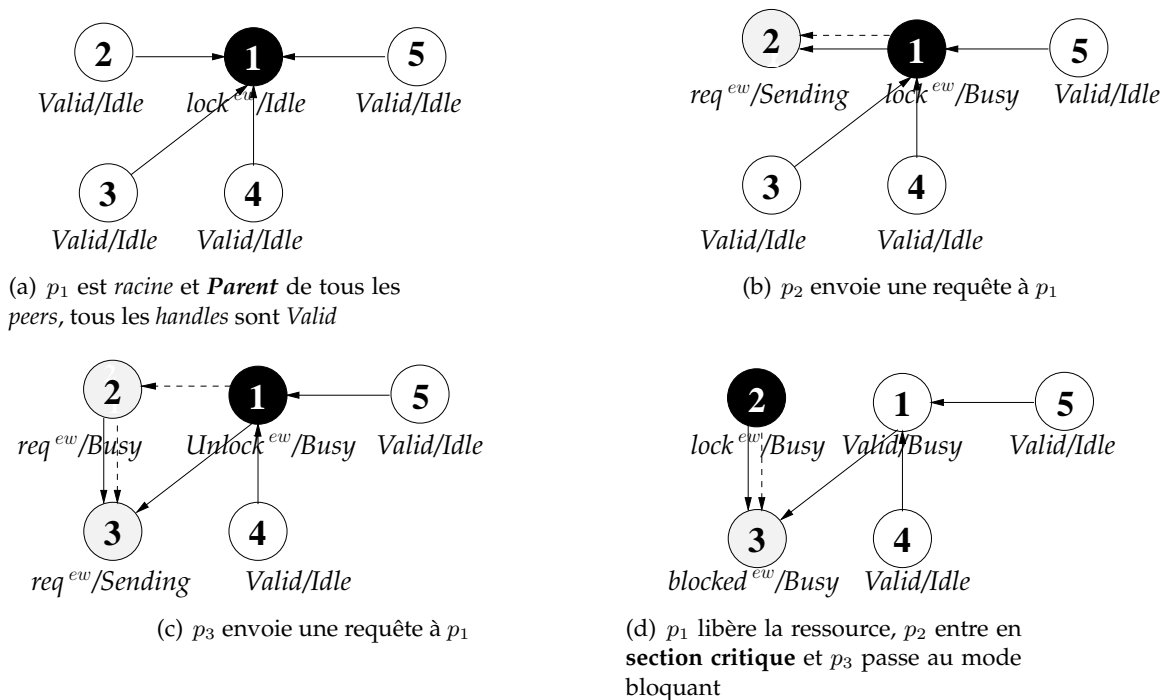 2 1 5
Valid/Idle lock ew/Idle Valid/Idle
3 4
Valid/Idle Valid/Idle
(a) p1 est racine et Parent de tous les
peers, tous les handles sont Valid
2 1 5
req ew/Sending lock ew/Busy Valid/Idle
3 4
Valid/Idle Valid/Idle
(b) p2 envoie une requête à p1
2 1 5
req ew/Busy Unlock ew/Busy Valid/Idle
3 4
req ew/Sending Valid/Idle
(c) p3 envoie une requête à p1
2 1 5
lock ew/Busy Valid/Busy Valid/Idle
3 4
blocked ew/Busy Valid/Idle
(d) p1 libère la ressource, p2 entre en
section critique et p3 passe au mode
bloquant